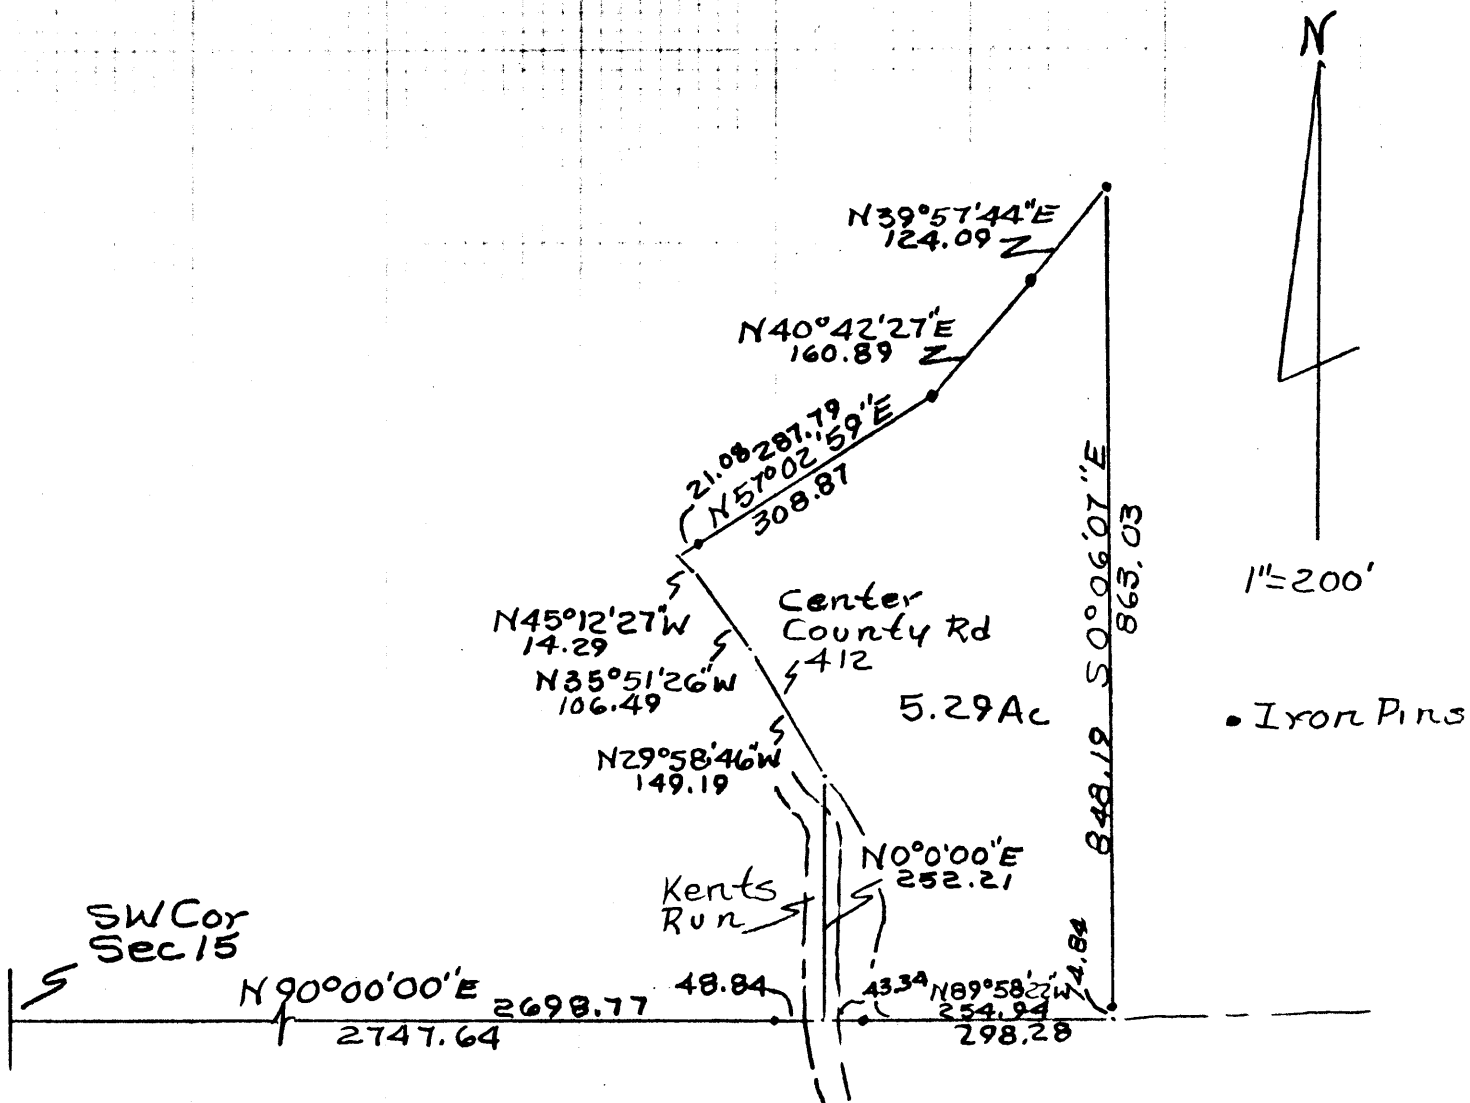 N
N39°57'44"E
124.09
N40°42'27"E
160.89
21.08 287.79
N57°02'59"E
308.87
S0°06'07"E
863.03
848.19
14.84
1"=200'
N45°12'27"W
14.29
Center
County Rd
412
N35°51'26"W
106.49
5.29Ac
• Iron Pins
N29°58'46"W
149.19
N0°0'00"E
252.21
Kents
Run
SW Cor
Sec 15
N90°00'00"E
2698.77
2747.64
48.84
43.34
N89°58'22"W
254.94
298.28